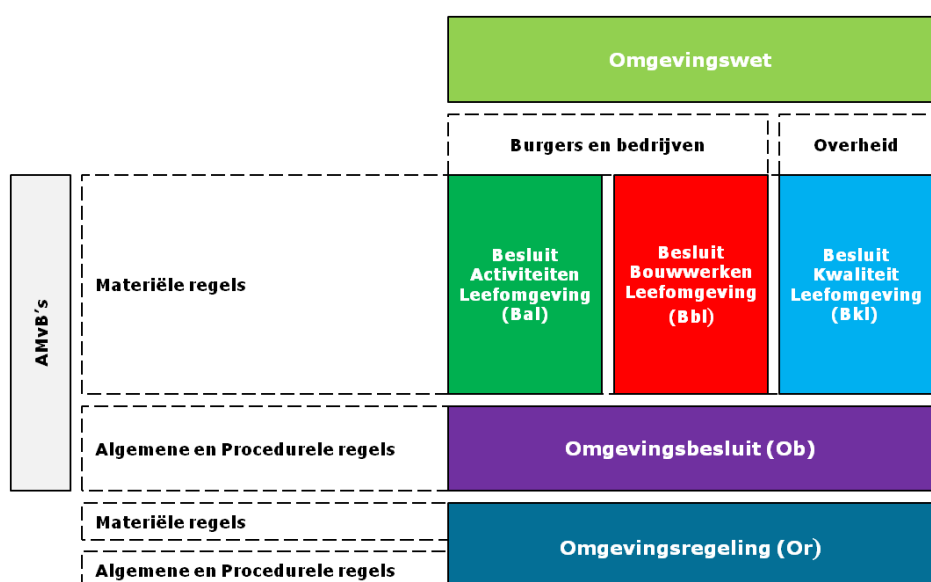 Omgevingswet
Burgers en bedrijven
Overheid
AMvB's
Materiële regels
Besluit
Activiteiten
Leefomgeving
(Bal)
Besluit
Bouwwerken
Leefomgeving
(Bbl)
Besluit
Kwaliteit
Leefomgeving
(Bkl)
Algemene en Procedurele regels
Omgevingsbesluit (Ob)
Materiële regels
Omgevingsregeling (Or)
Algemene en Procedurele regels